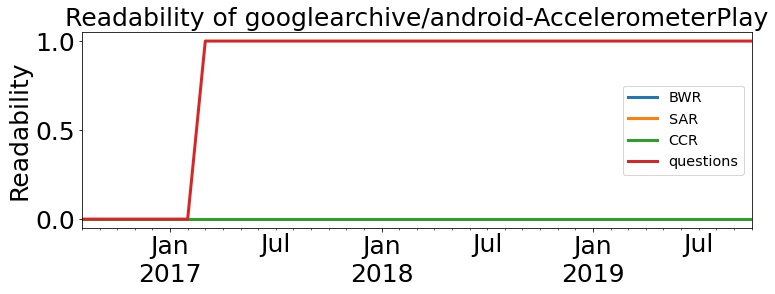 Readability of googlearchive/android-AccelerometerPlay
Readability
1.0
0.5
0.0
BWR
SAR
CCR
questions
Jan Jul Jan Jul Jan Jul
2017 2018 2019